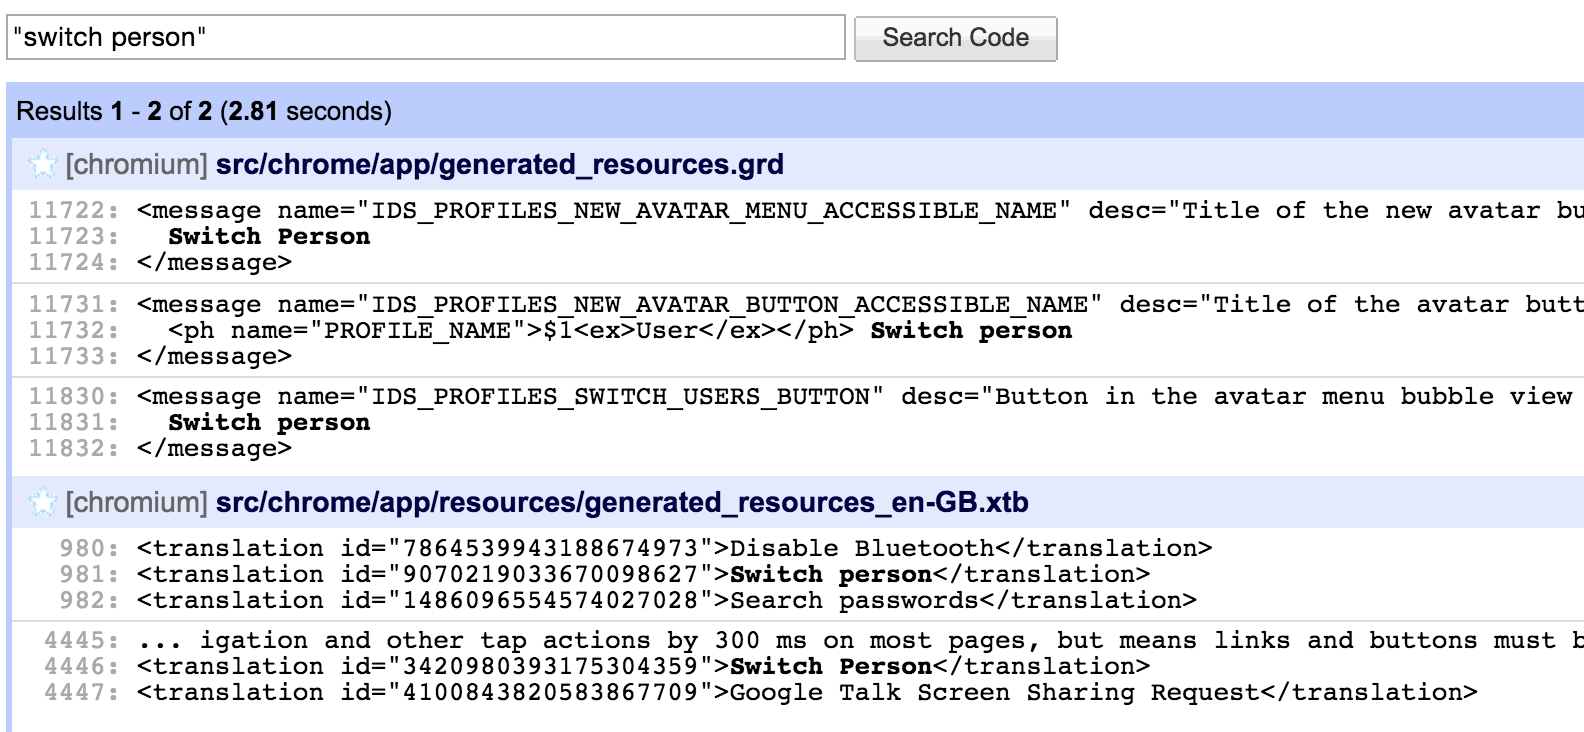 "switch person"
Search Code
Results 1 - 2 of 2 (2.81 seconds)
[chromium] src/chrome/app/generated_resources.grd
11722: <message name="IDS_PROFILES_NEW_AVATAR_MENU_ACCESSIBLE_NAME" desc="Title of the new avatar bu
11723:   Switch Person
11724: </message>
11731: <message name="IDS_PROFILES_NEW_AVATAR_BUTTON_ACCESSIBLE_NAME" desc="Title of the avatar butt
11732:   <ph name="PROFILE_NAME">$1<ex>User</ex></ph> Switch person
11733: </message>
11830: <message name="IDS_PROFILES_SWITCH_USERS_BUTTON" desc="Button in the avatar menu bubble view
11831:   Switch person
11832: </message>
[chromium] src/chrome/app/resources/generated_resources_en-GB.xtb
980: <translation id="7864539943188674973">Disable Bluetooth</translation>
981: <translation id="9070219033670098627">Switch person</translation>
982: <translation id="1486096554574027028">Search passwords</translation>
4445: ... igation and other tap actions by 300 ms on most pages, but means links and buttons must b
4446: <translation id="3420980393175304359">Switch Person</translation>
4447: <translation id="4100843820583867709">Google Talk Screen Sharing Request</translation>